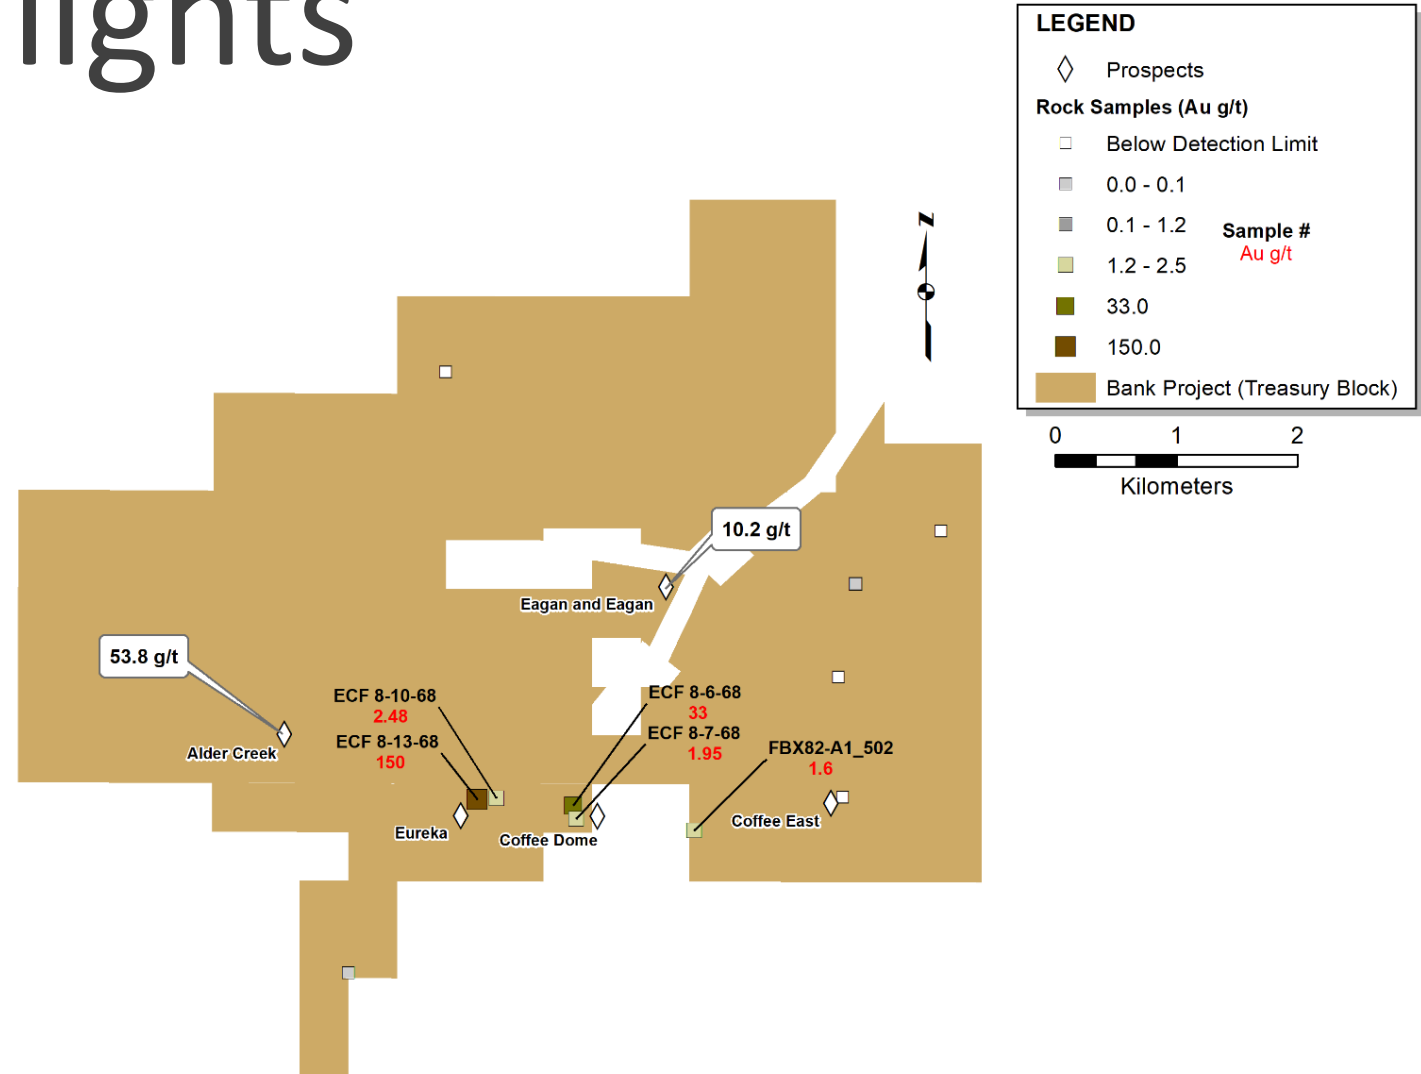 lights
LEGEND
Prospects
Rock Samples (Au g/t)
Below Detection Limit
0.0 - 0.1
0.1 - 1.2
1.2 - 2.5
33.0
150.0
Sample #
Au g/t
Bank Project (Treasury Block)
0 1 2
Kilometers
N
10.2 g/t
Eagan and Eagan
53.8 g/t
Alder Creek
ECF 8-10-68
2.48
ECF 8-13-68
150
Eureka
ECF 8-6-68
33
ECF 8-7-68
1.95
Coffee Dome
FBX82-A1_502
1.6
Coffee East